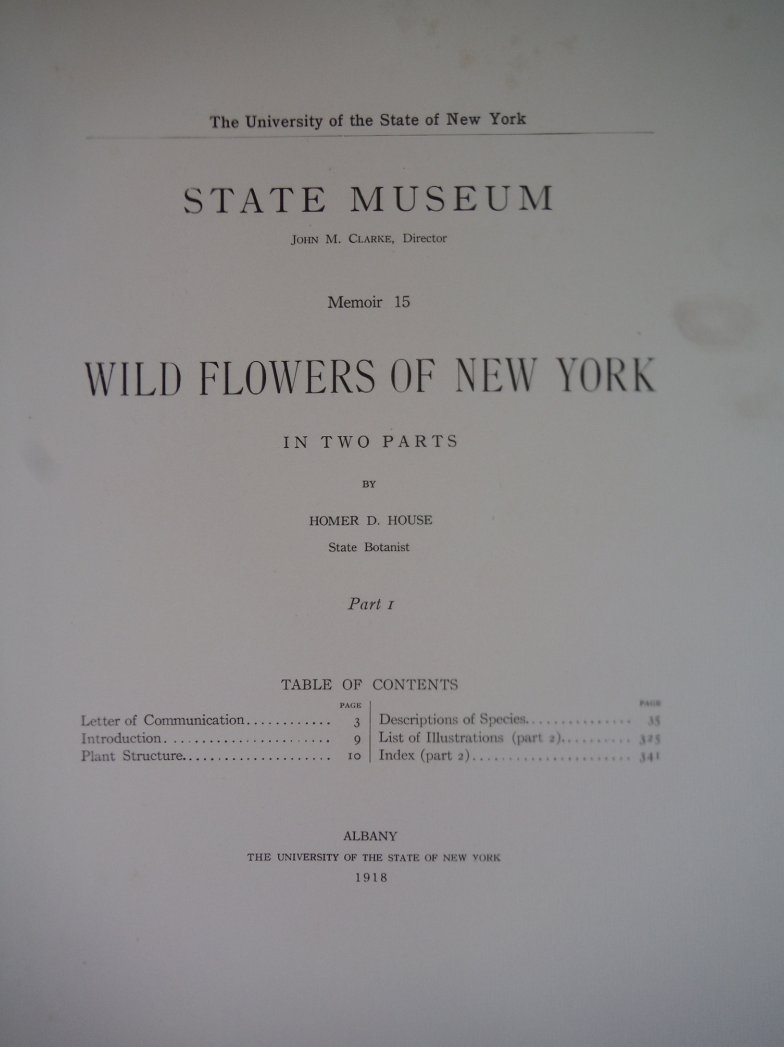 The University of the State of New York
STATE MUSEUM
John M. Clarke, Director
Memoir 15
WILD FLOWERS OF NEW YORK
IN TWO PARTS
BY
HOMER D. HOUSE
State Botanist
Part 1
TABLE OF CONTENTS
PAGE
Letter of Communication............ 3
Introduction........................ 9
Plant Structure...................... 10
PAGE
Descriptions of Species............... 35
List of Illustrations (part 2).......... 325
Index (part 2)...................... 341
ALBANY
THE UNIVERSITY OF THE STATE OF NEW YORK
1918